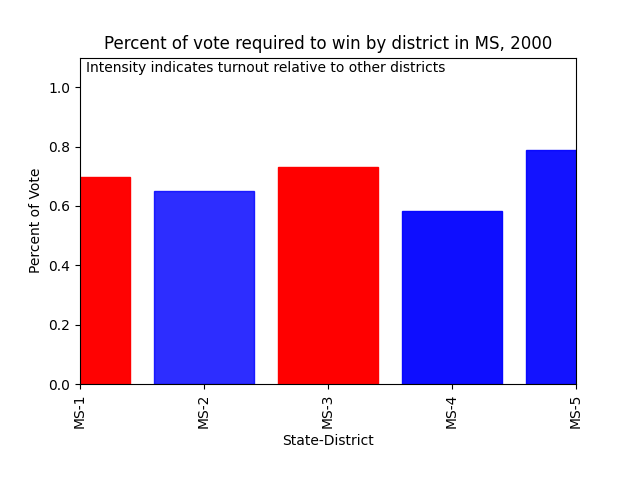 Percent of vote required to win by district in MS, 2000
Intensity indicates turnout relative to other districts
1.0
0.8
0.6
0.4
0.2
0.0
Percent of Vote
MS-1
MS-2
MS-3
MS-4
MS-5
State-District